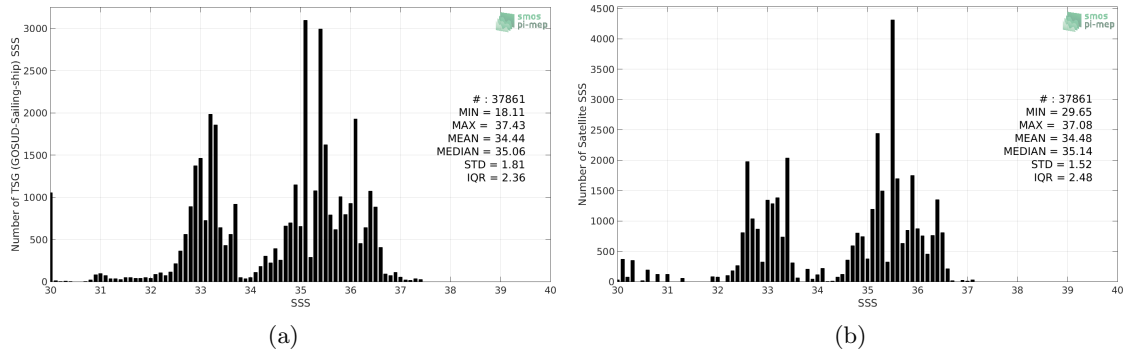 smos
pi-mep
Number of TSG (GOSUD-Sailing-ship) SSS
3000
2500
2000
1500
1000
500
0
# : 37861
MIN = 18.11
MAX = 37.43
MEAN = 34.44
MEDIAN = 35.06
STD = 1.81
IQR = 2.36
30 31 32 33 34 35 36 37 38 39 40
SSS
(a)
smos
pi-mep
Number of Satellite SSS
4500
4000
3500
3000
2500
2000
1500
1000
500
0
# : 37861
MIN = 29.65
MAX = 37.08
MEAN = 34.48
MEDIAN = 35.14
STD = 1.52
IQR = 2.48
30 31 32 33 34 35 36 37 38 39 40
SSS
(b)